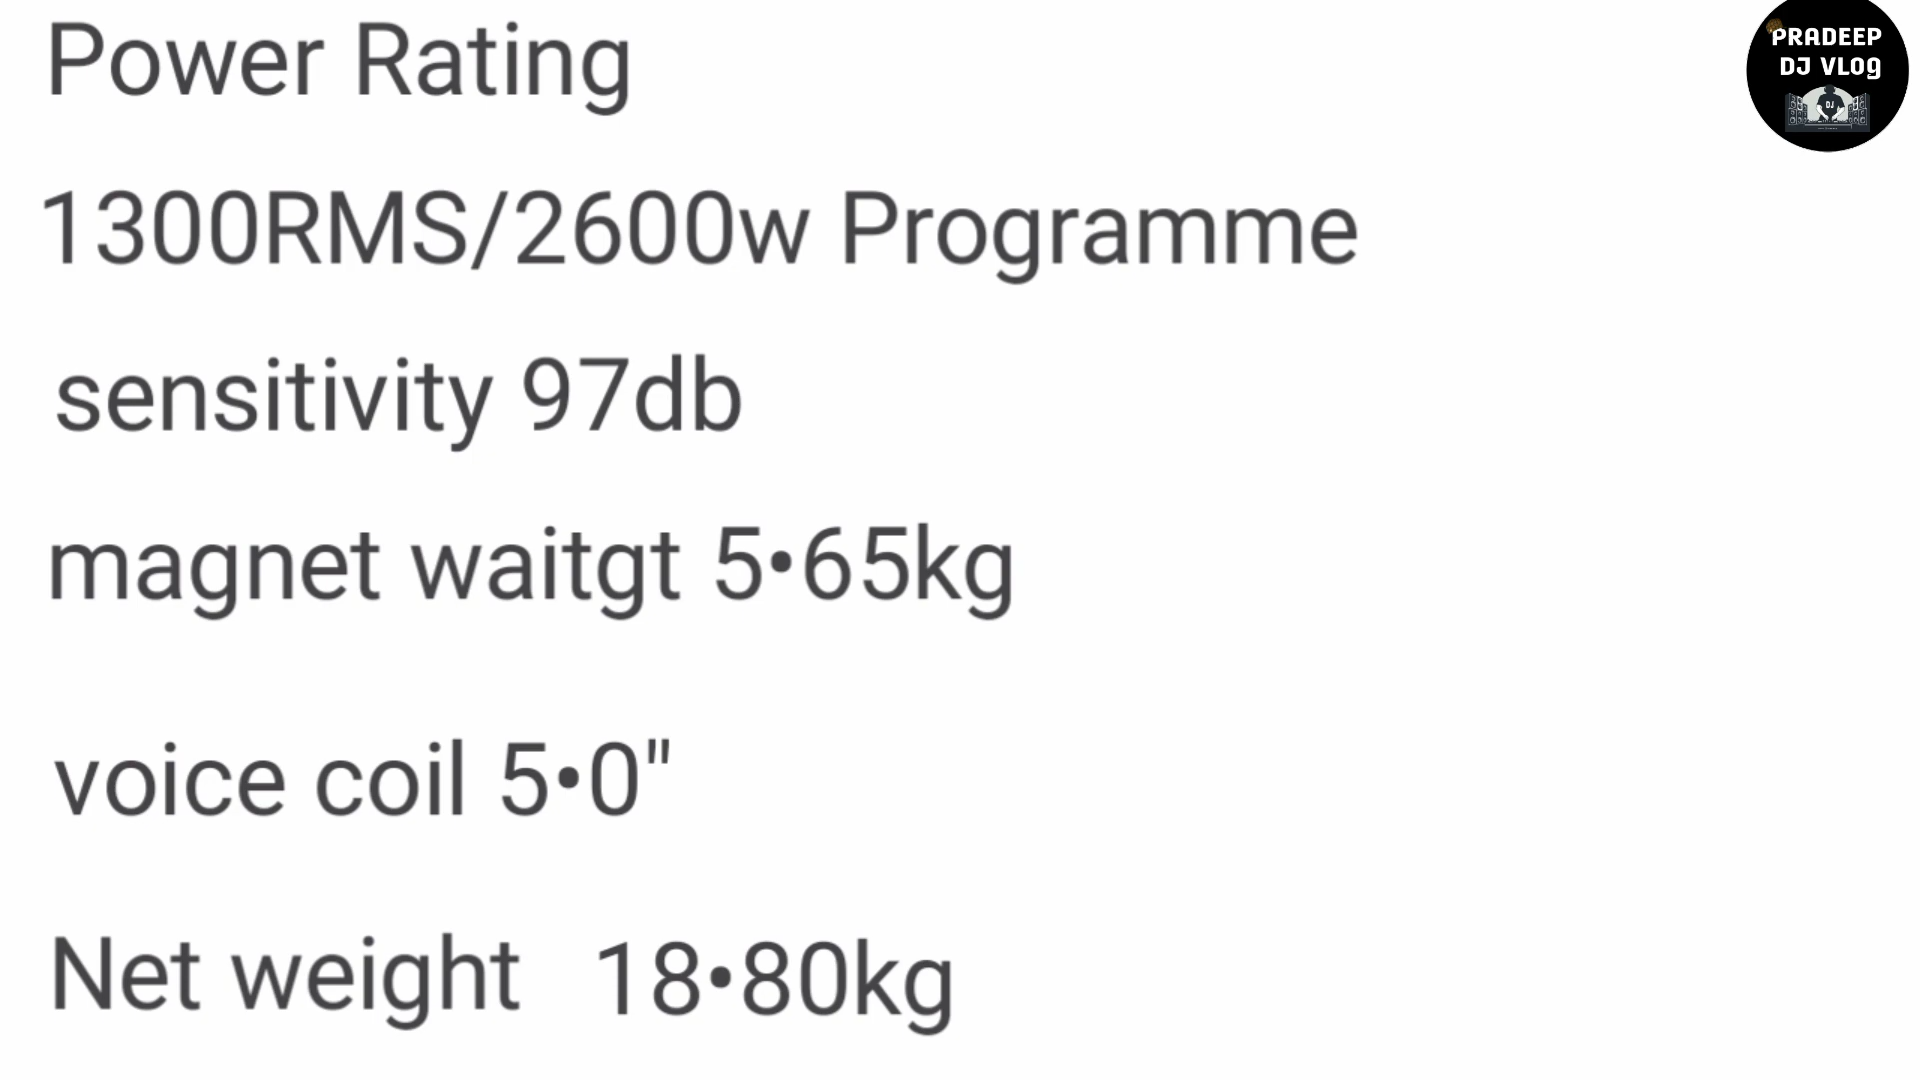 Power Rating
PRADEEP
DJ VLOg
DJ
1300RMS/2600w Programme
sensitivity 97db
magnet waitgt 5•65kg
voice coil 5•0"
Net weight 18•80kg